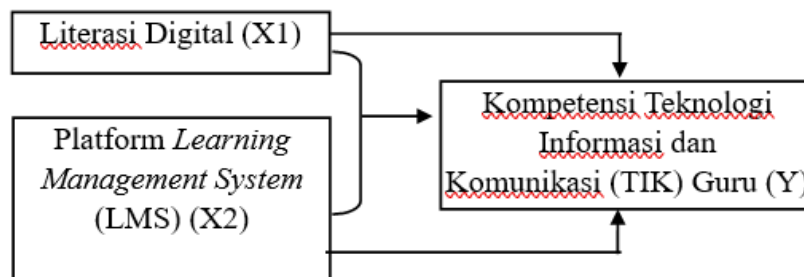 Literasi Digital (X1)
Platform Learning
Management System
(LMS) (X2)
Kompetensi Teknologi
Informasi dan
Komunikasi (TIK) Guru (Y)